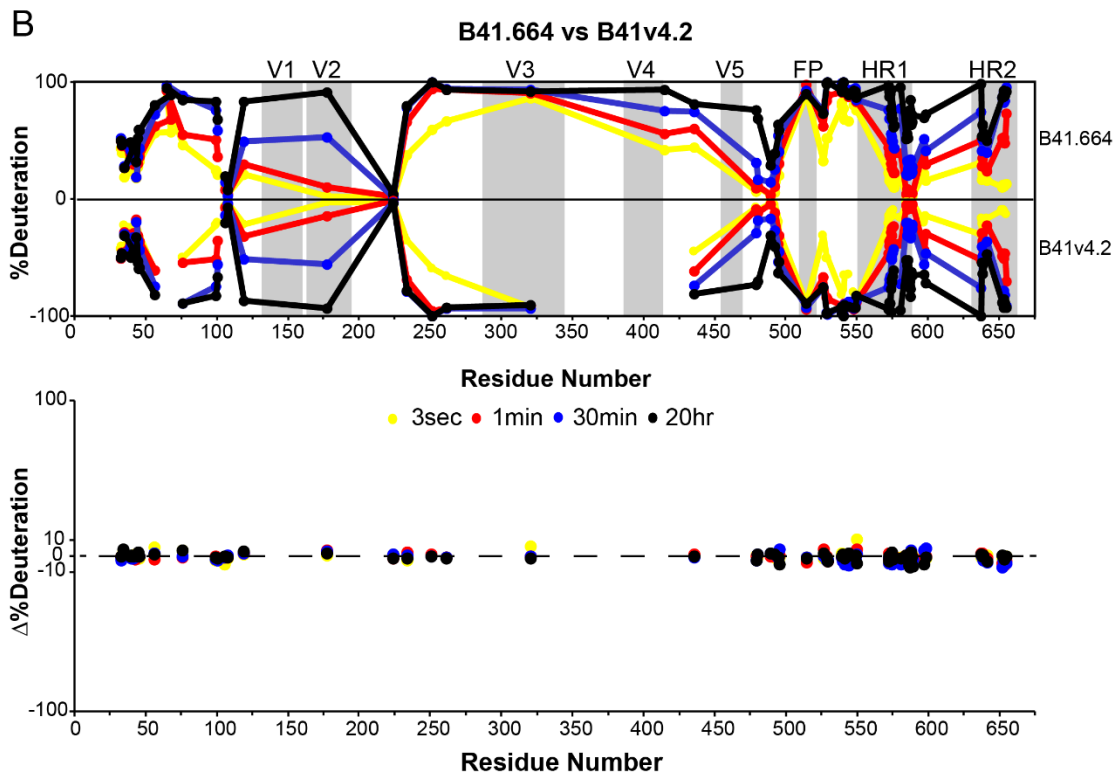 B
B41.664 vs B41v4.2
V1 V2 V3 V4 V5 FP HR1 HR2
100
0
-100
%Deuteration
B41.664
B41v4.2
0 50 100 150 200 250 300 350 400 450 500 550 600 650
Residue Number
3sec 1min 30min 20hr
100
10
0
-10
-100
Δ%Deuteration
0 50 100 150 200 250 300 350 400 450 500 550 600 650
Residue Number